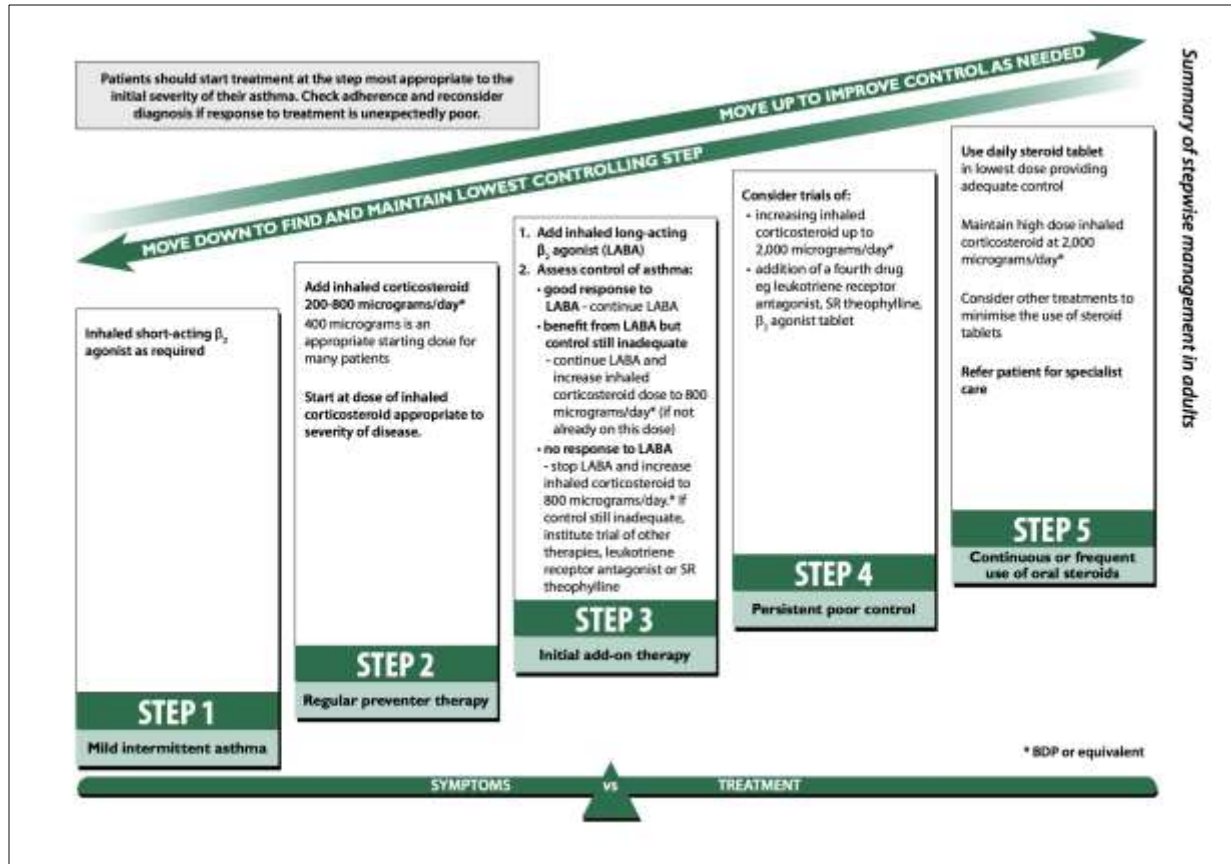 Summary of stepwise management in adults
Patients should start treatment at the step most appropriate to the
initial severity of their asthma. Check adherence and reconsider
diagnosis if response to treatment is unexpectedly poor.
MOVE UP TO IMPROVE CONTROL AS NEEDED
MOVE DOWN TO FIND AND MAINTAIN LOWEST CONTROLLING STEP
Inhaled short-acting β₂
agonist as required
STEP 1
Mild intermittent asthma
Add inhaled corticosteroid
200-800 micrograms/day*
400 micrograms is an
appropriate starting dose for
many patients
Start at dose of inhaled
corticosteroid appropriate to
severity of disease.
STEP 2
Regular preventer therapy
1. Add inhaled long-acting
β₂ agonist (LABA)
2. Assess control of asthma:
• good response to
LABA - continue LABA
• benefit from LABA but
control still inadequate
- continue LABA and
increase inhaled
corticosteroid dose to 800
micrograms/day* (if not
already on this dose)
• no response to LABA
- stop LABA and increase
inhaled corticosteroid to
800 micrograms/day.* If
control still inadequate,
institute trial of other
therapies, leukotriene
receptor antagonist or SR
theophylline
STEP 3
Initial add-on therapy
Consider trials of:
• increasing inhaled
corticosteroid up to
2,000 micrograms/day*
• addition of a fourth drug
eg leukotriene receptor
antagonist, SR theophylline,
β₂ agonist tablet
STEP 4
Persistent poor control
Use daily steroid tablet
in lowest dose providing
adequate control
Maintain high dose inhaled
corticosteroid at 2,000
micrograms/day*
Consider other treatments to
minimise the use of steroid
tablets
Refer patient for specialist
care
STEP 5
Continuous or frequent
use of oral steroids
* BDP or equivalent
SYMPTOMS vs TREATMENT